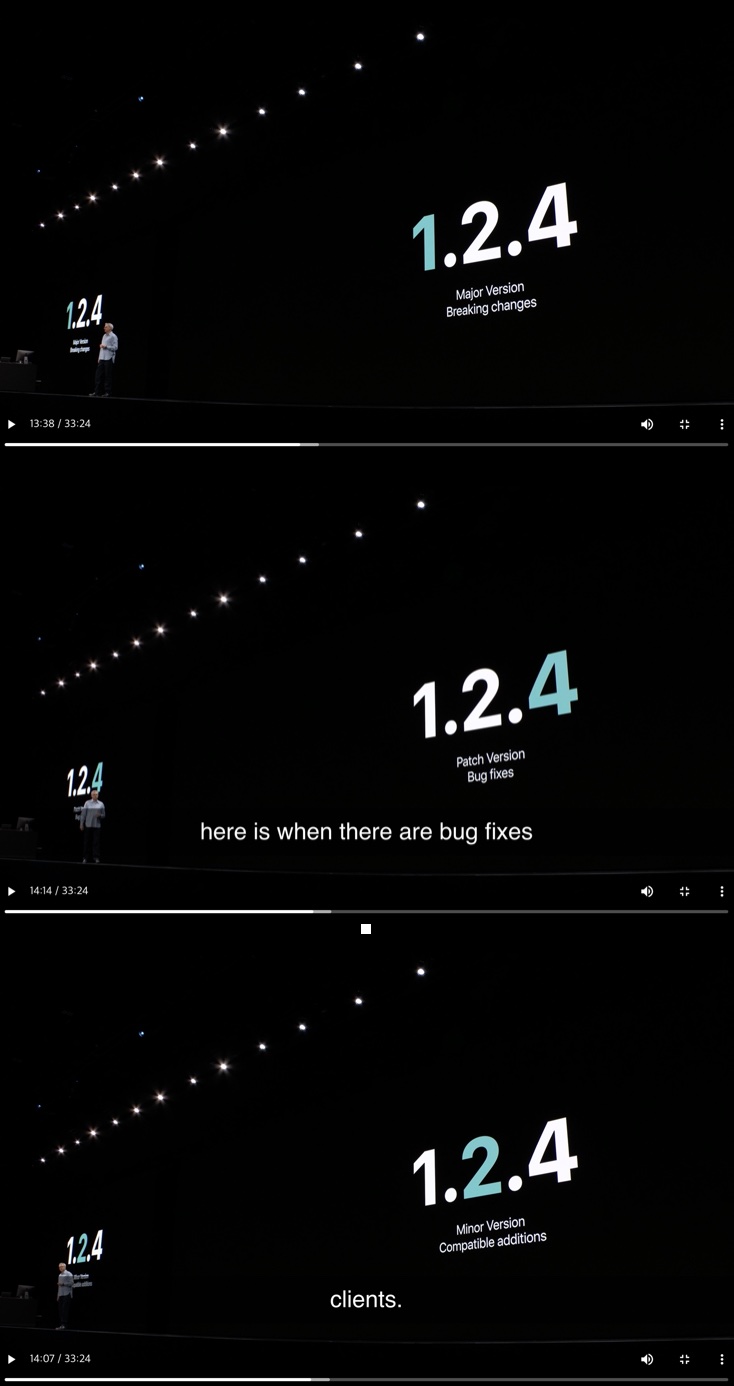 1.2.4
Major Version
Breaking changes
1.2.4
Major Version
Breaking changes
13:38 / 33:24
1.2.4
Patch Version
Bug fixes
1.2.4
here is when there are bug fixes
14:14 / 33:24
1.2.4
Minor Version
Compatible additions
1.2.4
clients.
14:07 / 33:24